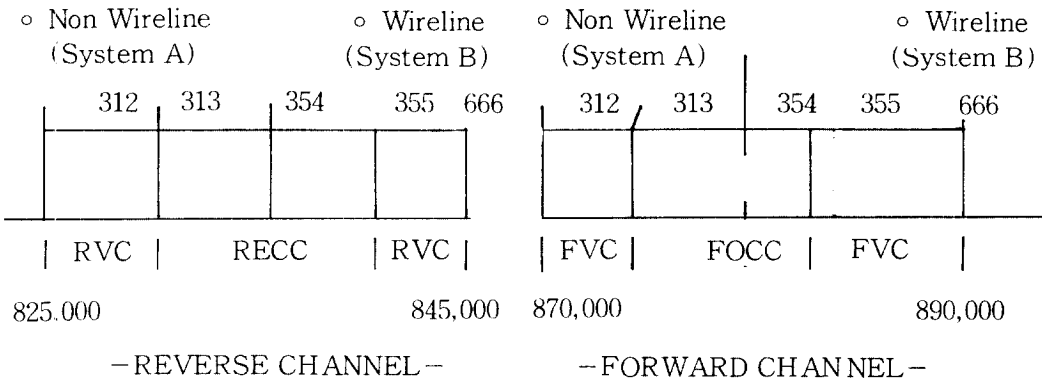 ○ Non Wireline ○ Wireline ○ Non Wireline ○ Wireline
(System A) (System B) (System A) (System B)
312 313 354 355 666 312 313 354 355 666
| RVC | RECC | RVC | | FVC | FOCC | FVC |
825,000 845,000 870,000 890,000
–REVERSE CHANNEL– –FORWARD CHANNEL–